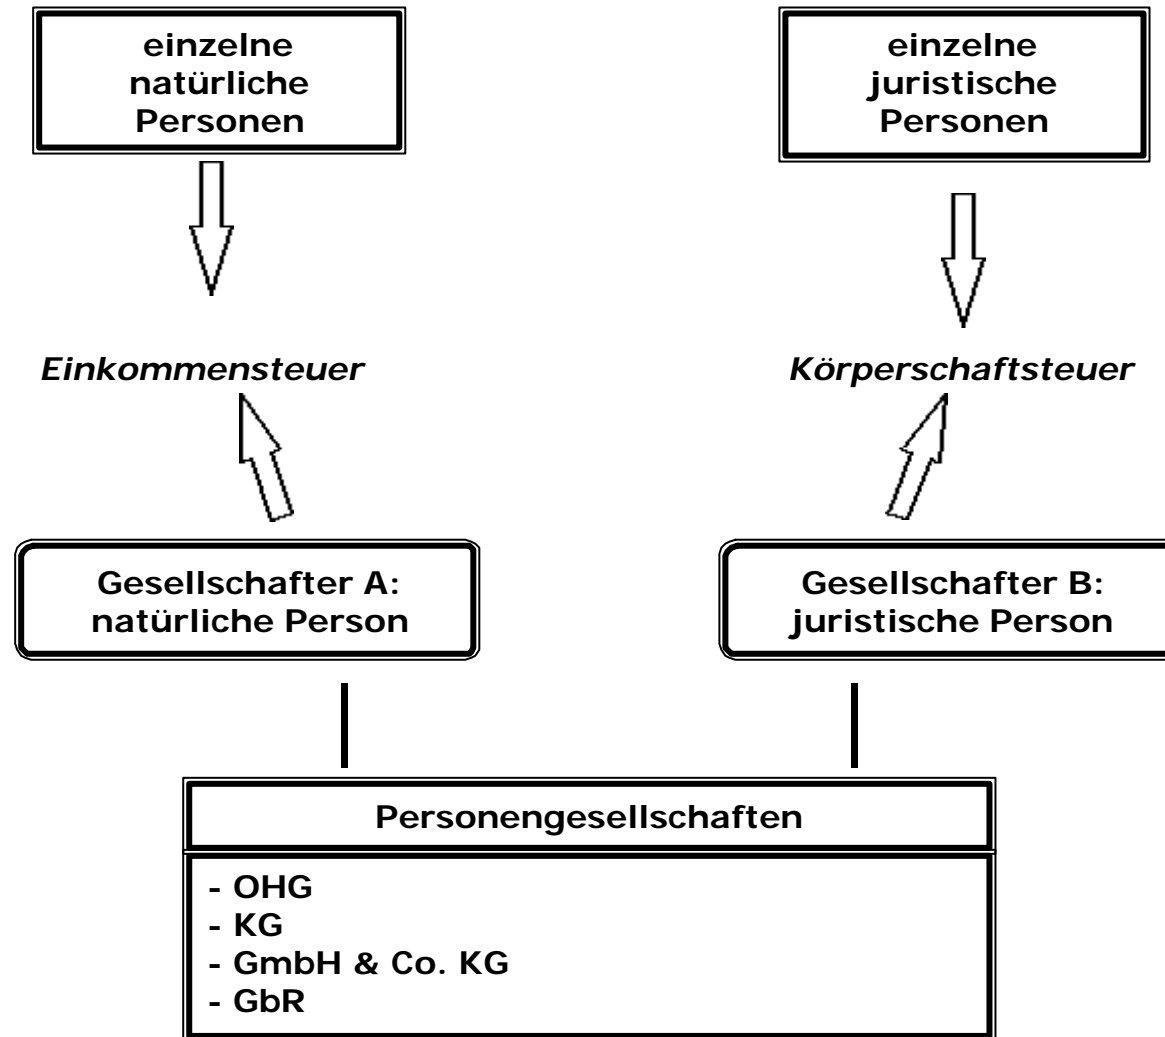 einzelne
natürliche
Personen
einzelne
juristische
Personen
Einkommensteuer
Körperschaftsteuer
Gesellschafter A:
natürliche Person
Gesellschafter B:
juristische Person
Personengesellschaften
- OHG
- KG
- GmbH & Co. KG
- GbR